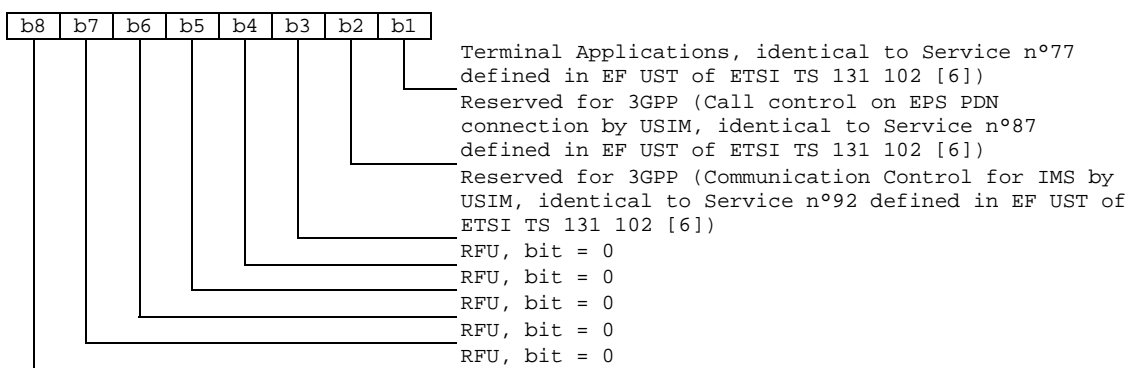 b8 b7 b6 b5 b4 b3 b2 b1
Terminal Applications, identical to Service nº77
defined in EF UST of ETSI TS 131 102 [6])
Reserved for 3GPP (Call control on EPS PDN
connection by USIM, identical to Service nº87
defined in EF UST of ETSI TS 131 102 [6])
Reserved for 3GPP (Communication Control for IMS by
USIM, identical to Service nº92 defined in EF UST of
ETSI TS 131 102 [6])
RFU, bit = 0
RFU, bit = 0
RFU, bit = 0
RFU, bit = 0
RFU, bit = 0